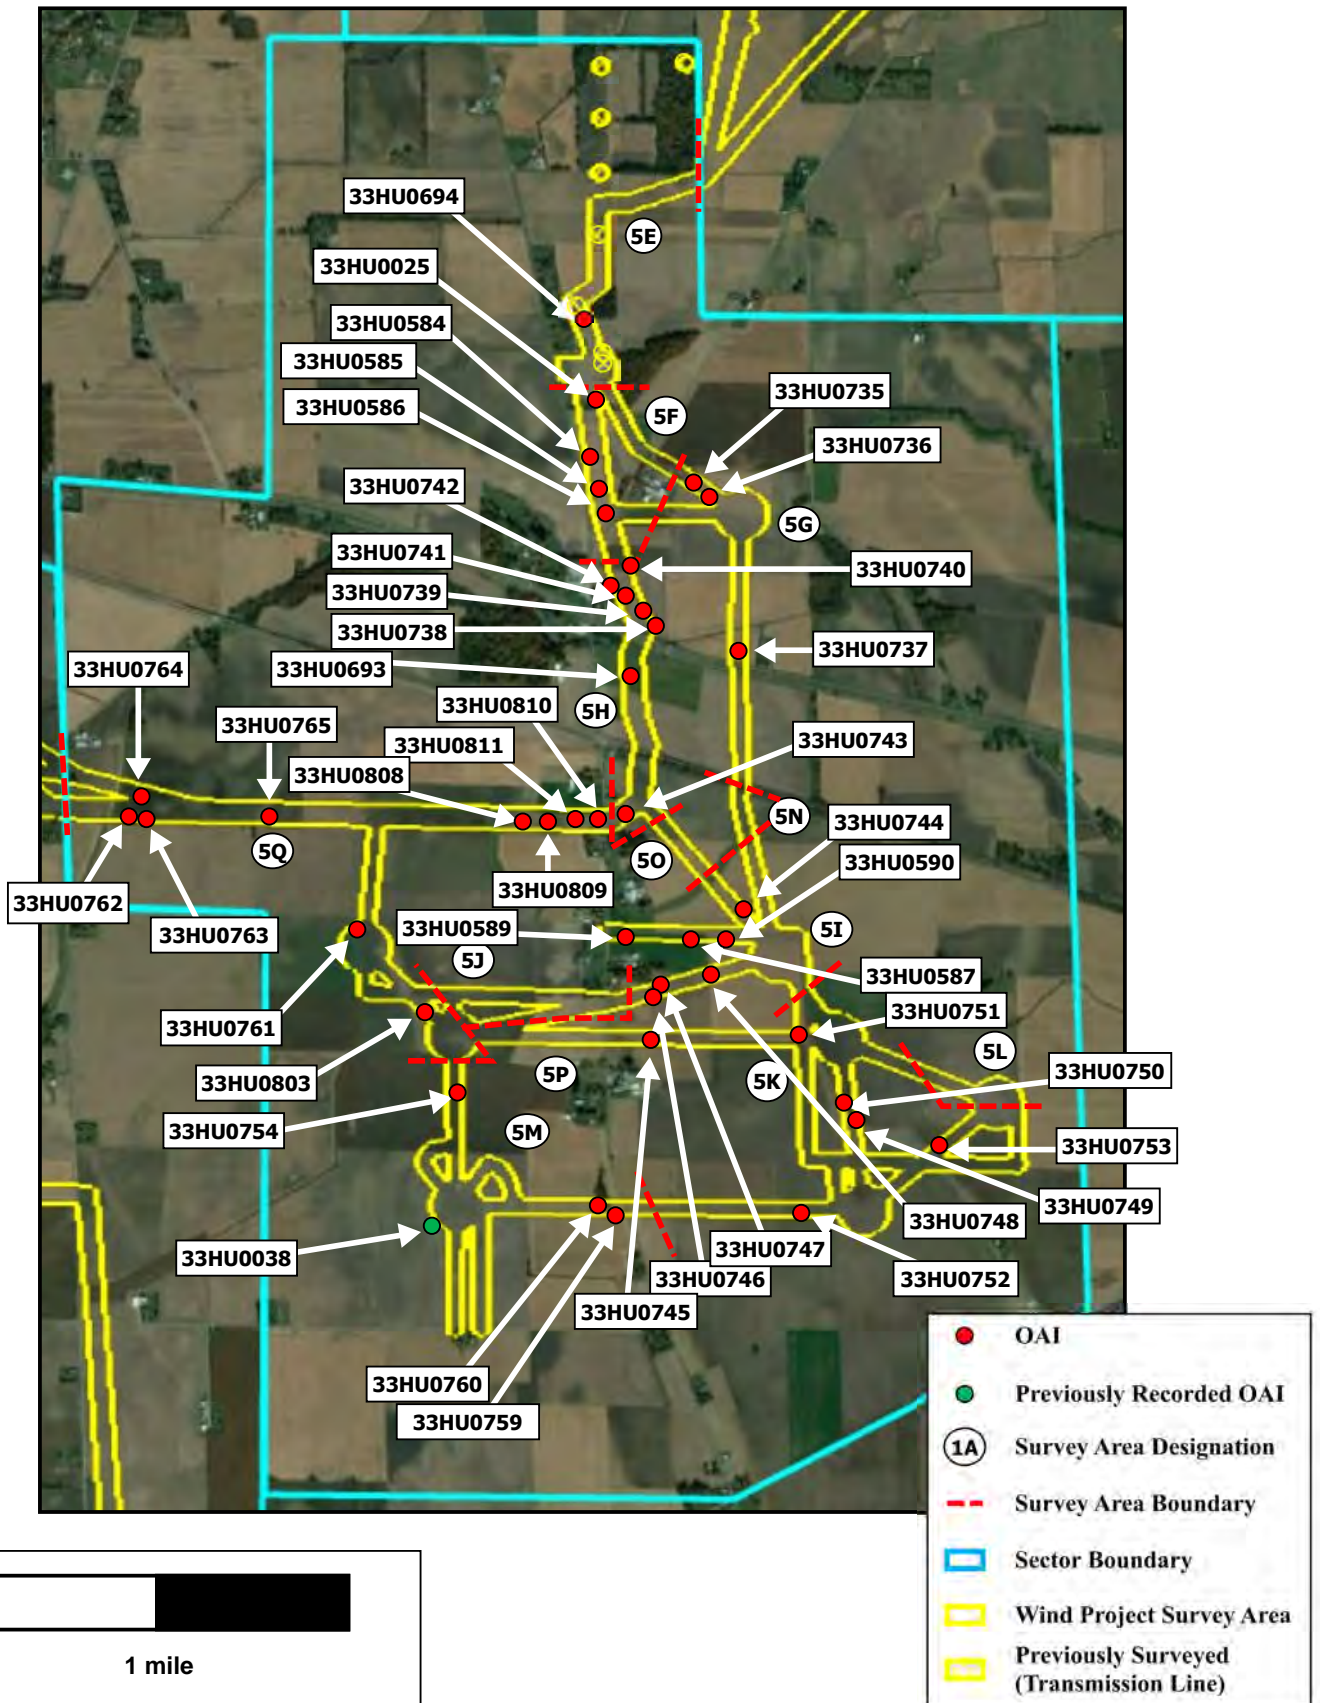 33HU0694
5E
33HU0025
33HU0584
33HU0585
33HU0586
5F
33HU0735
33HU0736
33HU0742
5G
33HU0741
33HU0740
33HU0739
33HU0738
33HU0737
33HU0693
33HU0764
33HU0765
33HU0810
5H
33HU0811
33HU0743
33HU0808
5N
33HU0744
5Q
5O
33HU0590
33HU0809
33HU0762
33HU0763
33HU0589
5I
5J
33HU0587
33HU0761
33HU0751
5L
33HU0803
5P
5K
33HU0750
33HU0754
5M
33HU0753
33HU0749
33HU0748
33HU0038
33HU0747
33HU0746
33HU0752
33HU0745
33HU0760
33HU0759
OAI
Previously Recorded OAI
1A Survey Area Designation
Survey Area Boundary
Sector Boundary
Wind Project Survey Area
Previously Surveyed
(Transmission Line)
1 mile